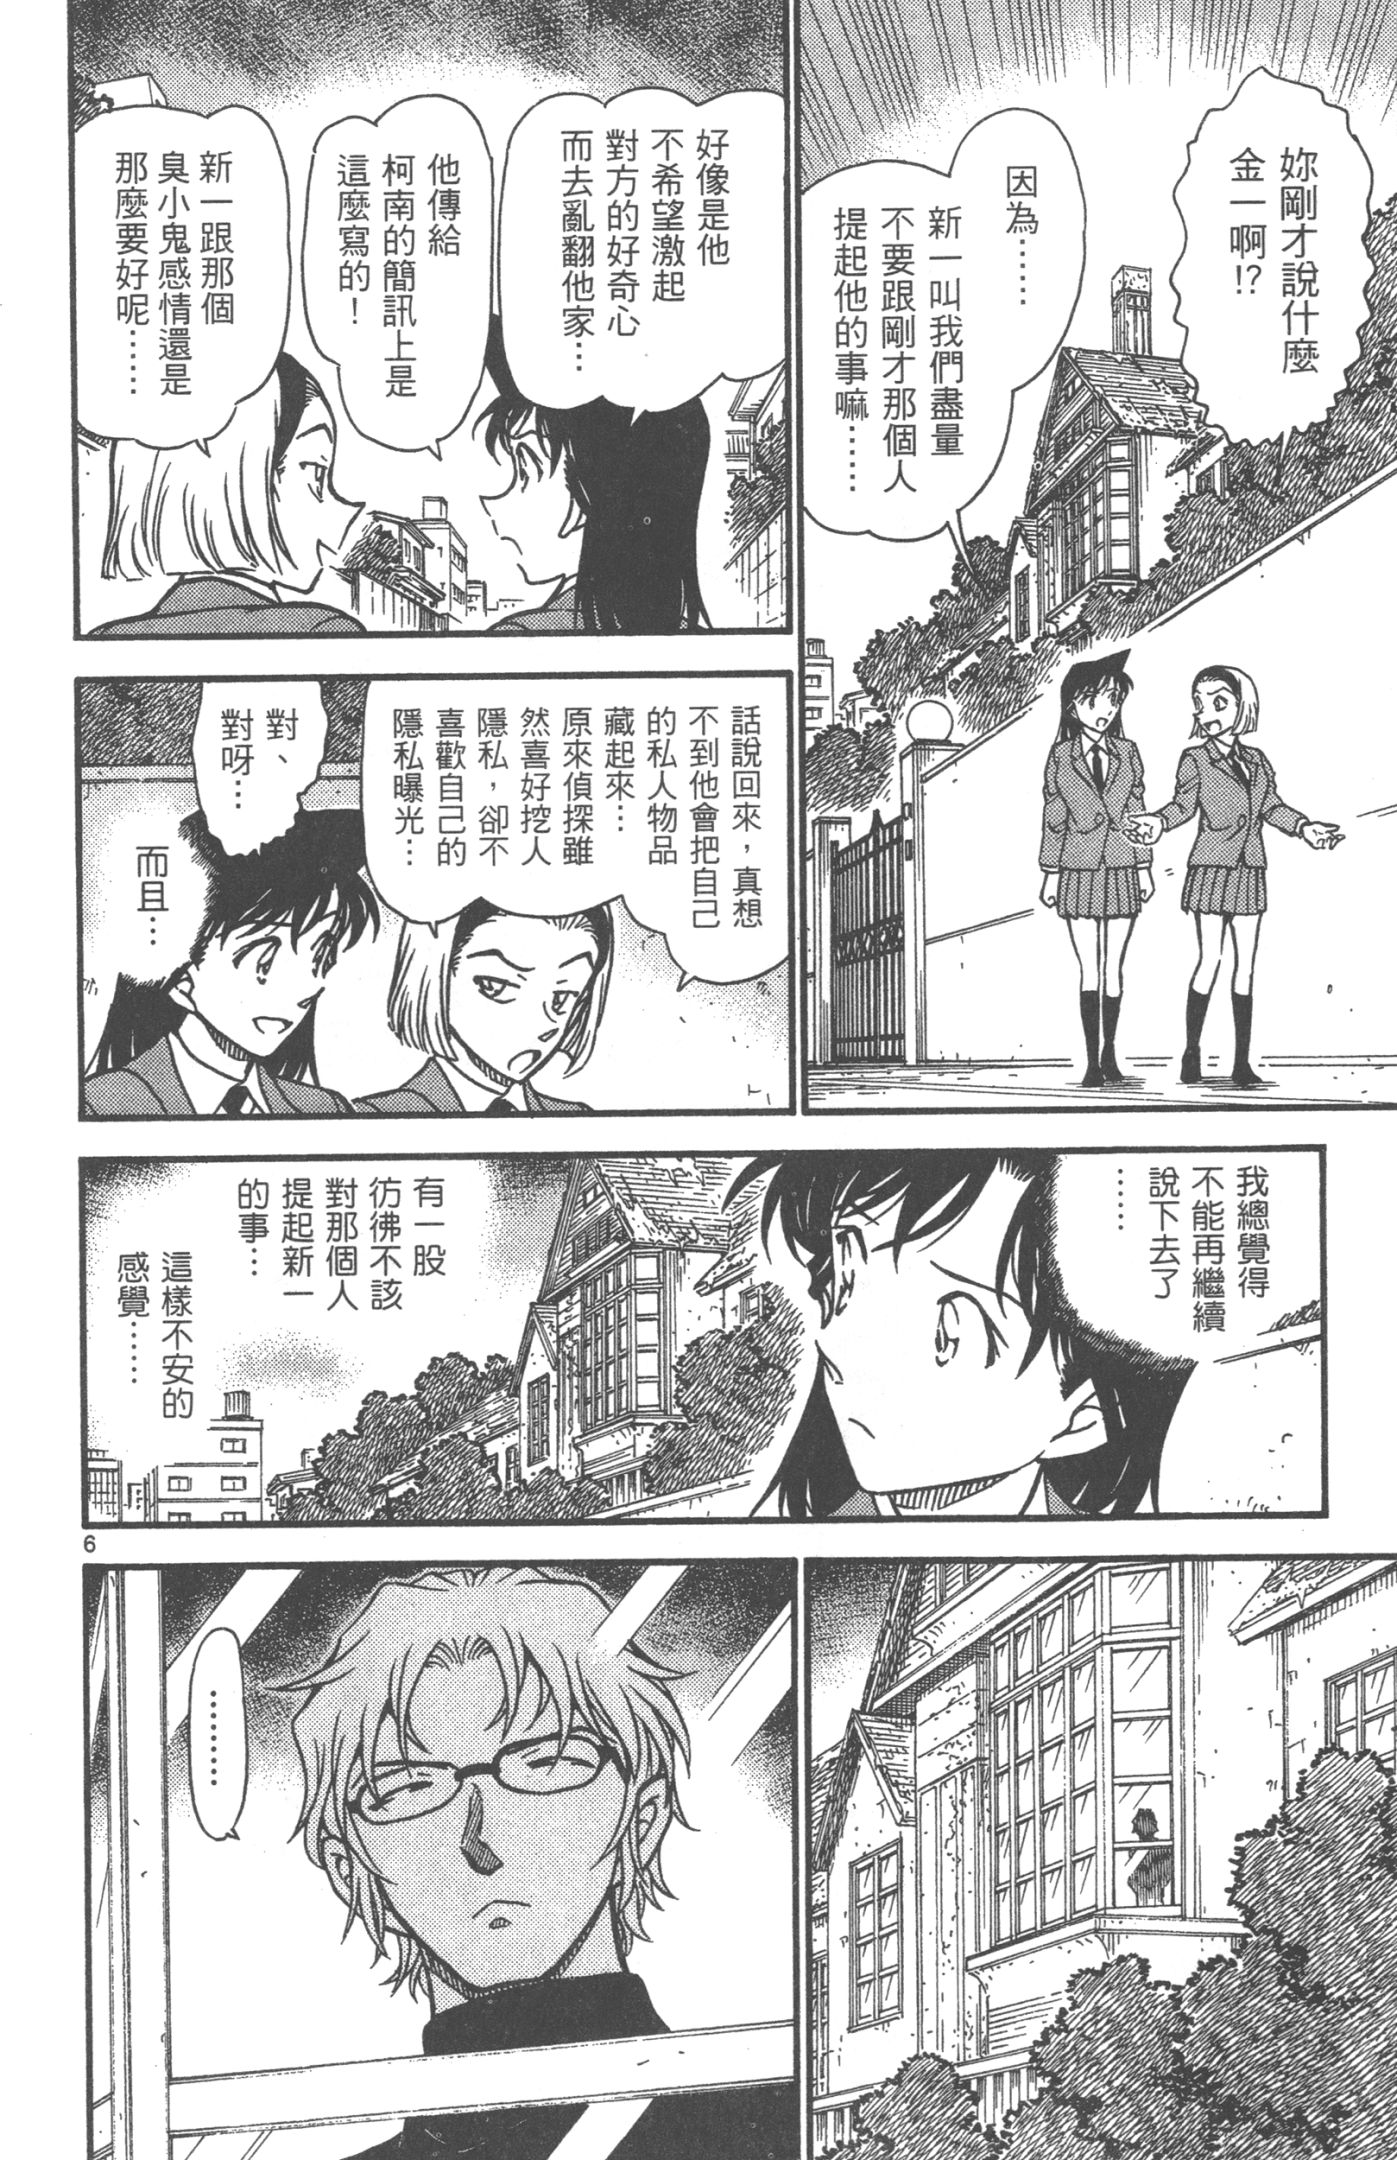 妳剛才說什麼
金一啊!?
因為……
新一叫我們盡量
不要跟剛才那個人
提起他的事嘛……
好像是他
不希望激起
對方的好奇心
而去亂翻他家…
他傳給
柯南的簡訊上是
這麼寫的！
新一跟那個
臭小鬼感情還是
那麼要好呢……
話說回來，真想
不到他會把自己
的私人物品
藏起來…
原來偵探雖
然喜好挖人
隱私，卻不
喜歡自己的
隱私曝光…
對、
對呀…
而且…
我總覺得
不能再繼續
說下去了
……
有一股
彷彿不該
對那個人
提起新一
的事…
這樣不安的
感覺……
6
………